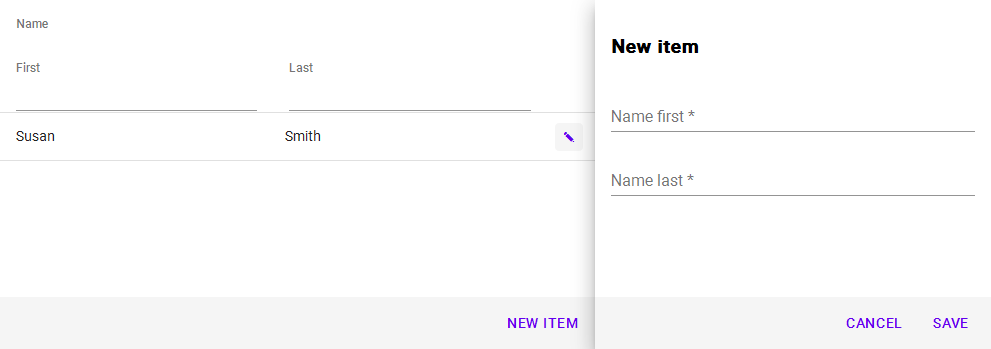 Name
First Last
Susan Smith
NEW ITEM
New item
Name first *
Name last *
CANCEL SAVE